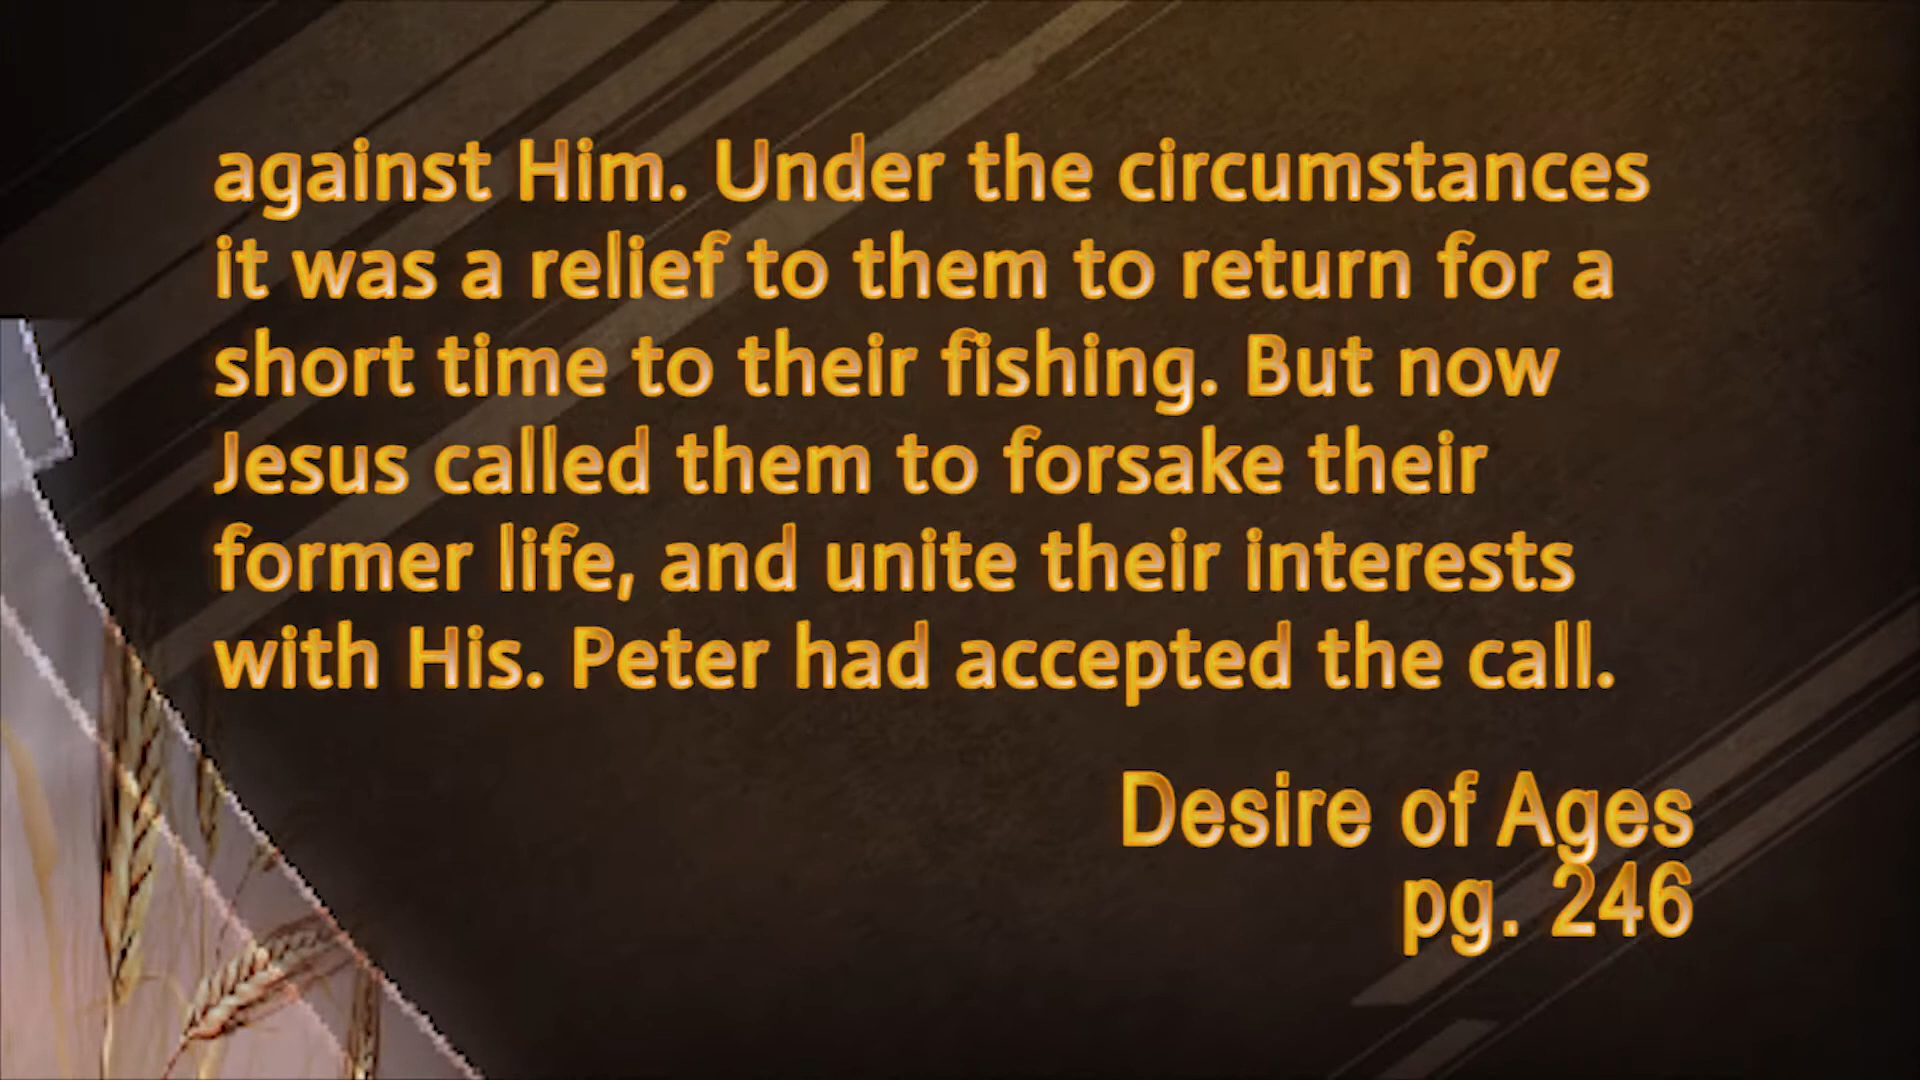 against Him. Under the circumstances
it was a relief to them to return for a
short time to their fishing. But now
Jesus called them to forsake their
former life, and unite their interests
with His. Peter had accepted the call.
Desire of Ages
pg. 246